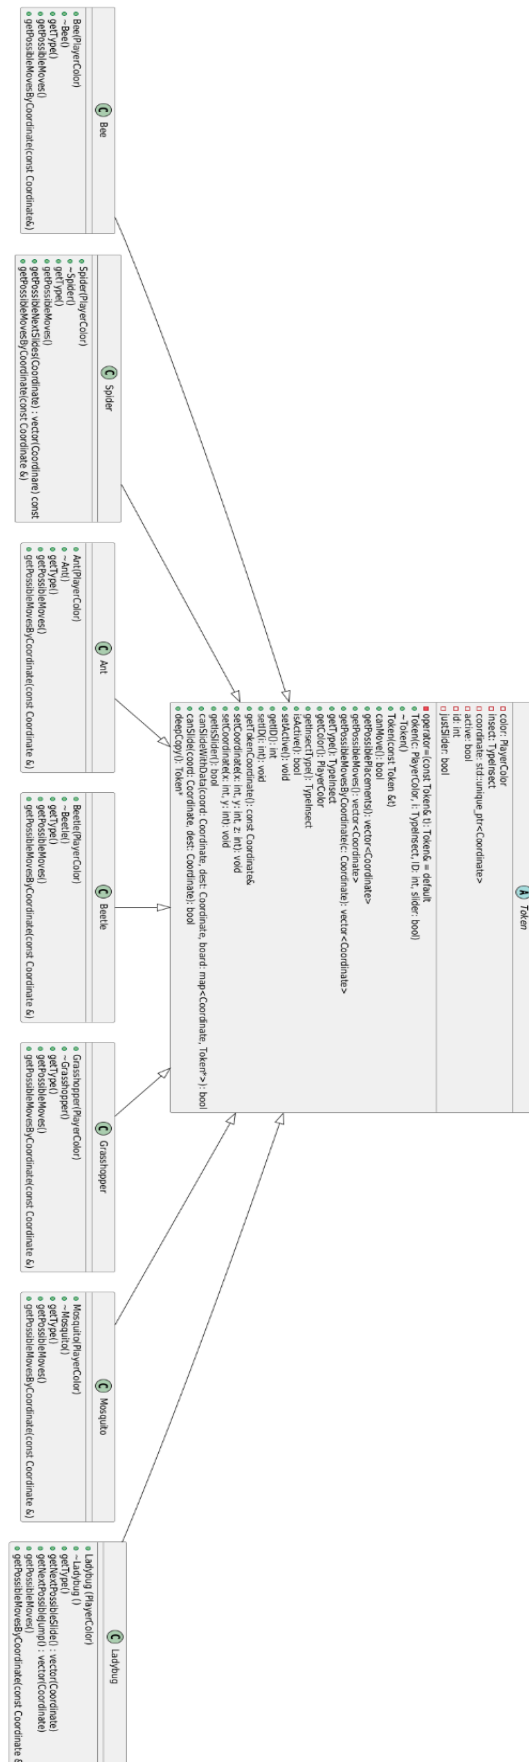 Token
color: PlayerColor
insect: TypeInsect
coordinate: std::unique_ptr<Coordinate>
active: bool
id: int
justSlider: bool
operator=(const Token& t): Token& = default
Token(c: PlayerColor, i: TypeInsect, ID: int, slider: bool)
~Token()
Token(const Token &t)
canMove(): bool
getPossiblePlacements(): vector<Coordinate>
getPossibleMoves(): vector<Coordinate>
getPossibleMovesByCoordinate(c: Coordinate): vector<Coordinate>
getType(): TypeInsect
getColor(): PlayerColor
getInsectType(): TypeInsect
isActive(): bool
setActive(): void
getID(): int
setID(i: int): void
getTokenCoordinate(): const Coordinate&
setCoordinate(x: int, y: int, z: int): void
setCoordinate(x: int, y: int): void
getIsSlider(): bool
canSlideWithData(coord: Coordinate, dest: Coordinate, board: map<Coordinate, Token*>): bool
canSlide(coord: Coordinate, dest: Coordinate): bool
deepCopy(): Token*
Bee
Bee(PlayerColor)
~Bee()
getType()
getPossibleMoves()
getPossibleMovesByCoordinate(const Coordinate&)
Spider
Spider(PlayerColor)
~Spider()
getType()
getPossibleMoves()
getPossibleNextSlides(Coordinate) : vector(Coordinare) const
getPossibleMovesByCoordinate(const Coordinate &)
Ant
Ant(PlayerColor)
~Ant()
getType()
getPossibleMoves()
getPossibleMovesByCoordinate(const Coordinate &)
Beetle
Beetle(PlayerColor)
~Beetle()
getType()
getPossibleMoves()
getPossibleMovesByCoordinate(const Coordinate &)
Grasshopper
Grasshopper(PlayerColor)
~Grasshopper()
getType()
getPossibleMoves()
getPossibleMovesByCoordinate(const Coordinate &)
Mosquito
Mosquito(PlayerColor)
~Mosquito()
getType()
getPossibleMoves()
getPossibleMovesByCoordinate(const Coordinate &)
Ladybug
Ladybug (PlayerColor)
~Ladybug ()
getType()
getNextPossibleSlide() : vector(Coordinate)
getNextPossibleJump() : vector(Coordinate)
getPossibleMoves()
getPossibleMovesByCoordinate(const Coordinate &